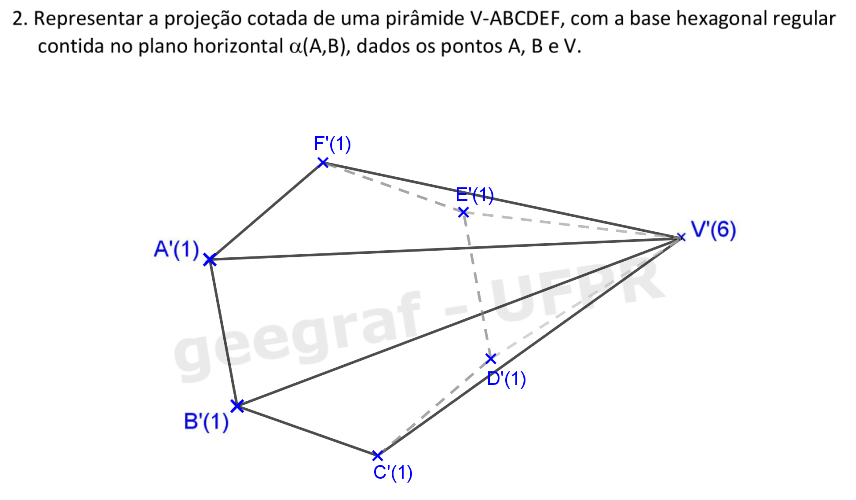 2. Representar a projeção cotada de uma pirâmide V-ABCDEF, com a base hexagonal regular
contida no plano horizontal α(A,B), dados os pontos A, B e V.
F'(1)
E'(1)
V'(6)
A'(1)
geegraf - UFPR
D'(1)
B'(1)
C'(1)